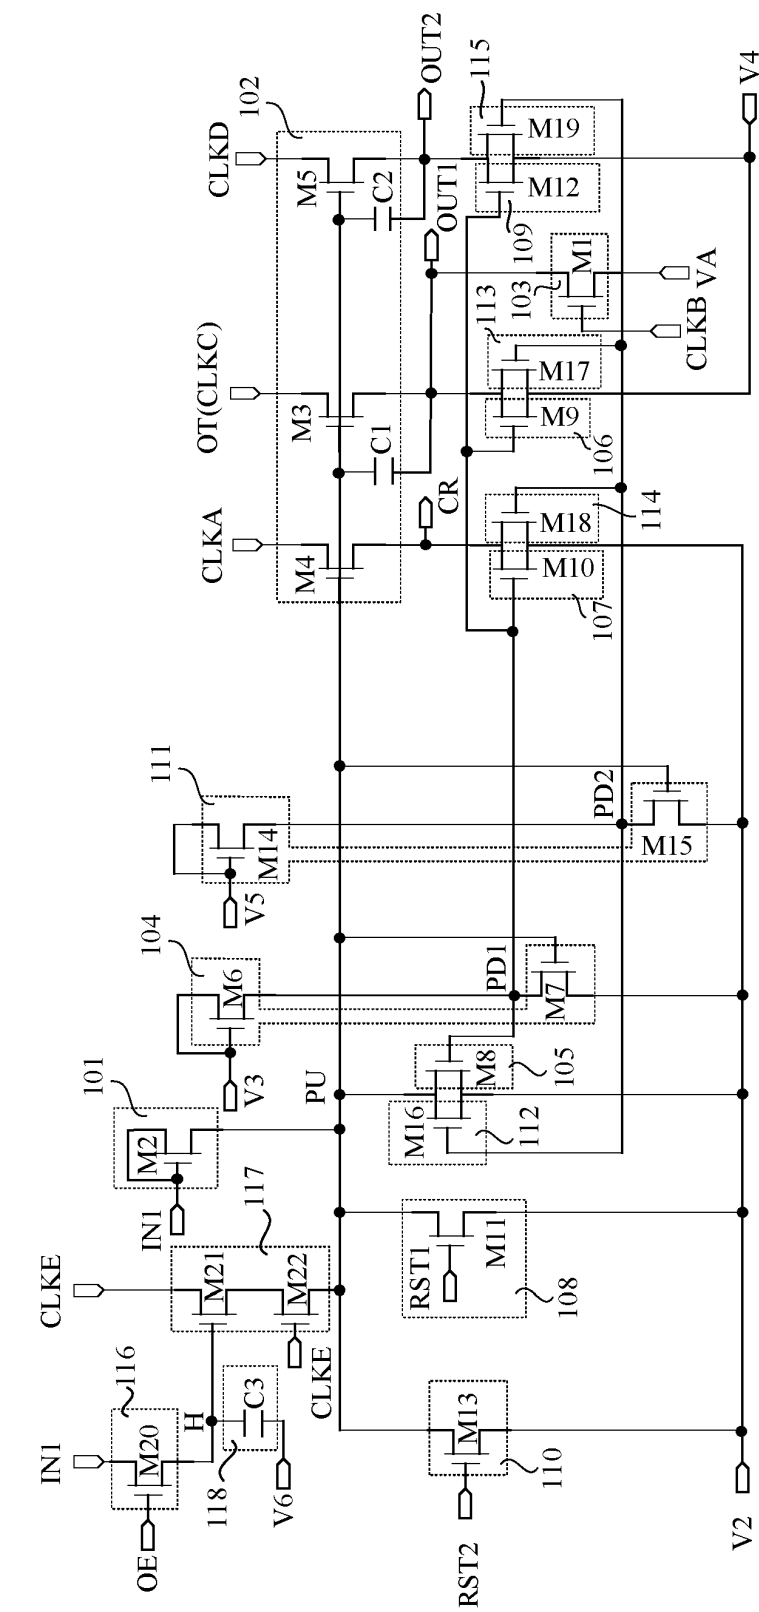 IN1
OE
116
M20
H
118
C3
V6
CLKE
117
M21
M22
CLKE
RST2
M13
110
V2
RST1
M11
108
IN1
101
M2
PU
V3
104
M6
PD1
M7
M16
M8
105
112
V5
111
M14
PD2
M15
CLKA
M4
CR
M18
114
M10
107
OT(CLKC)
M3
C1
113
M17
M9
106
OUT1
CLKD
102
M5
C2
OUT2
115
M19
M12
109
M1
103
VA
CLKB
V4